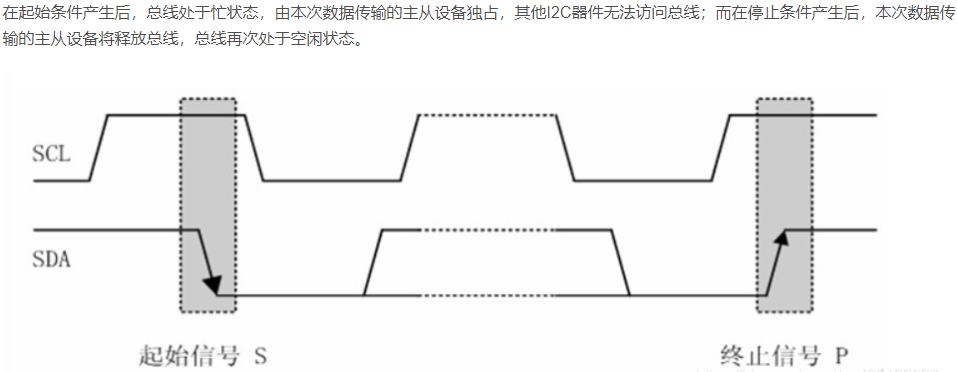 在起始条件产生后，总线处于忙状态，由本次数据传输的主从设备独占，其他I2C器件无法访问总线；而在停止条件产生后，本次数据传
输的主从设备将释放总线，总线再次处于空闲状态。
SCL
SDA
起始信号 S
终止信号 P